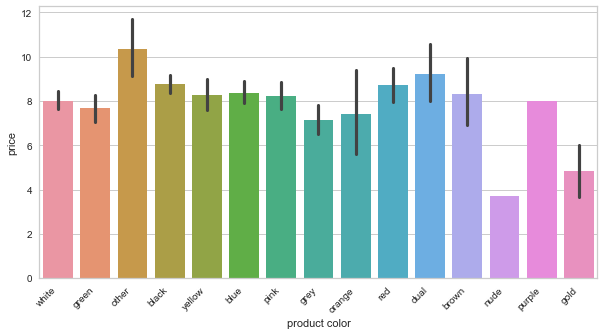 12
10
8
6
4
2
0
price
white
green
other
black
yellow
blue
pink
grey
orange
red
dual
brown
nude
purple
gold
product color